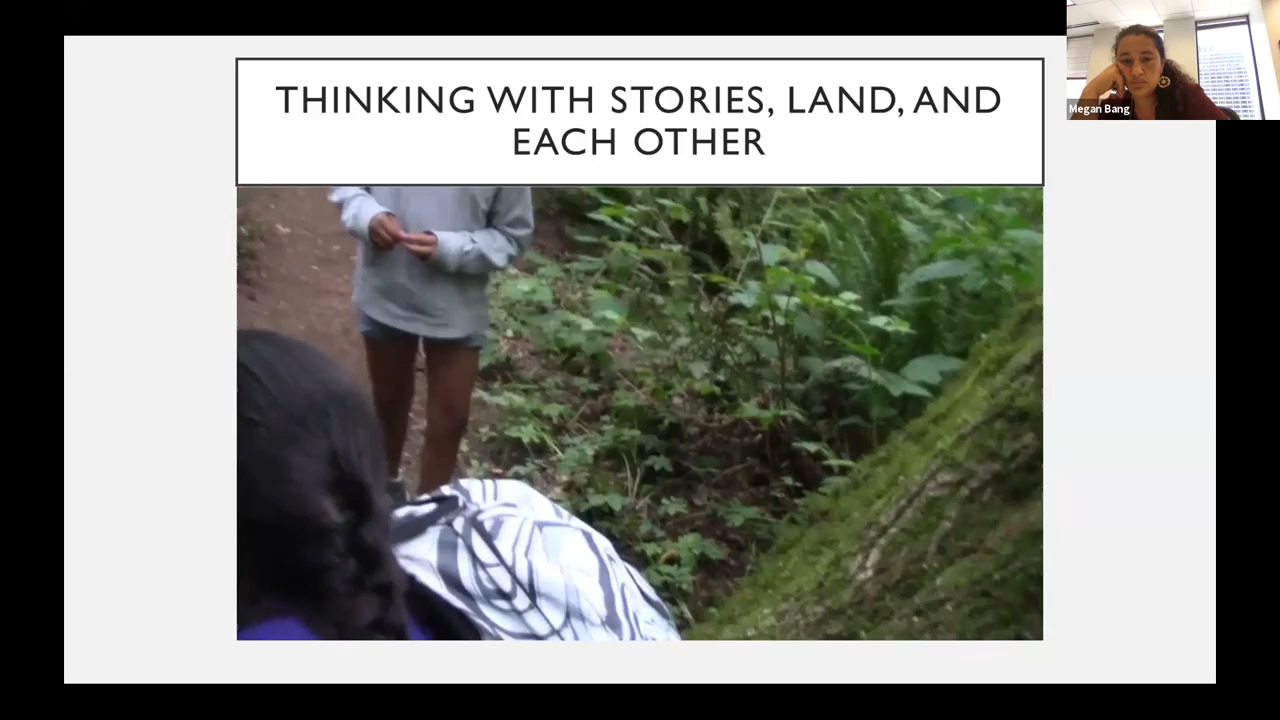 THINKING WITH STORIES, LAND, AND
EACH OTHER
Megan Bang